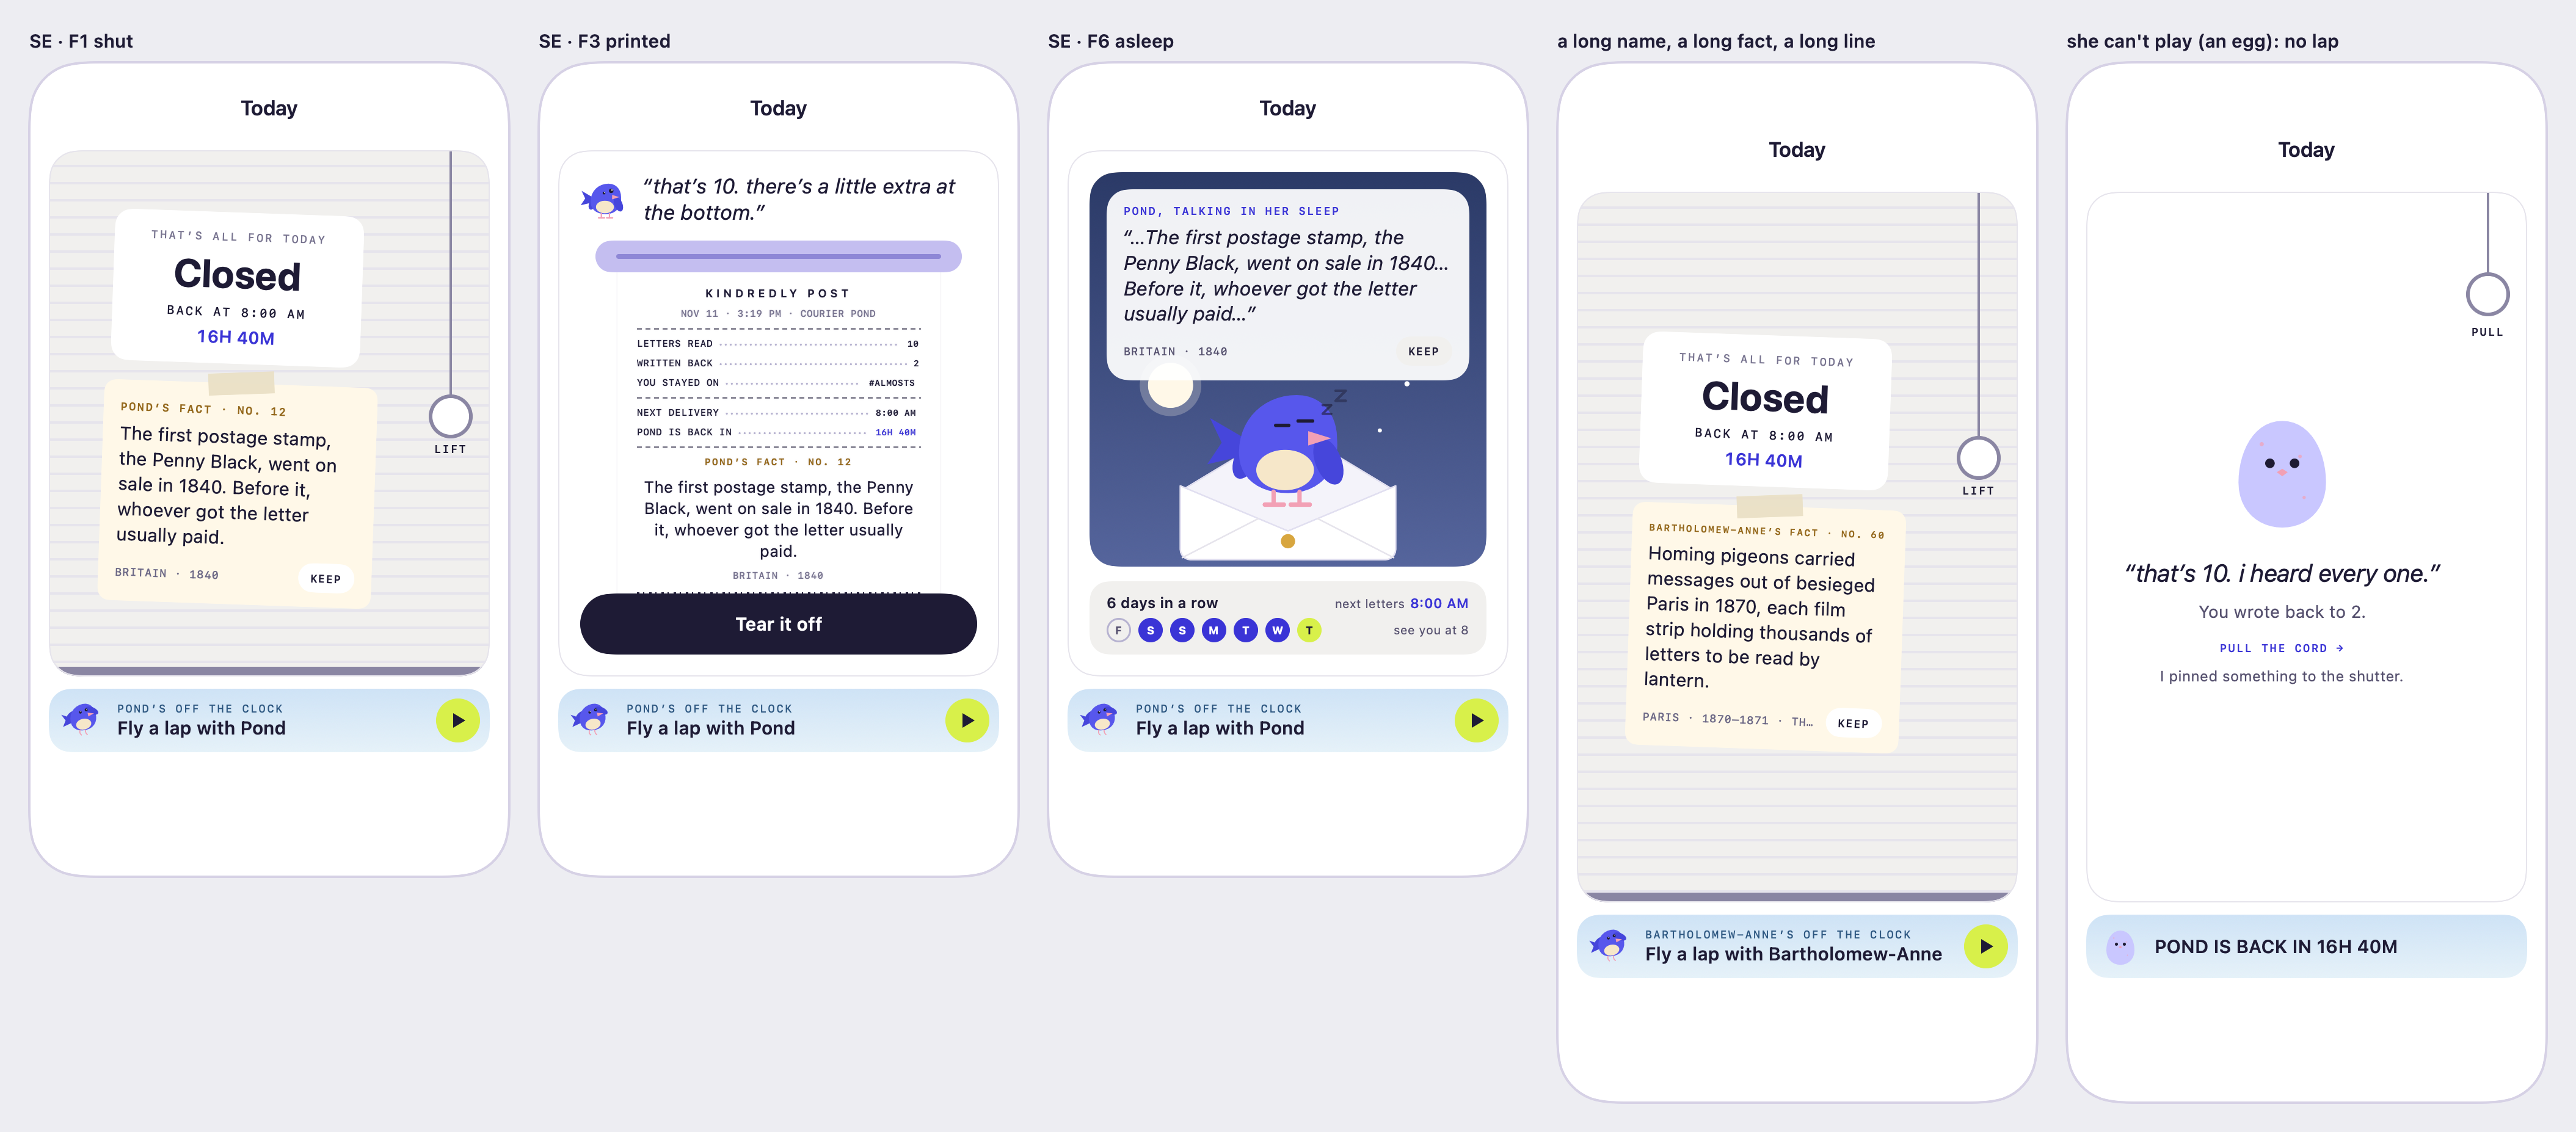 SE · F1 shut
Today
THAT'S ALL FOR TODAY
Closed
BACK AT 8:00 AM
16H 40M
POND'S FACT · NO. 12
The first postage stamp,
the Penny Black, went on
sale in 1840. Before it,
whoever got the letter
usually paid.
BRITAIN · 1840
KEEP
LIFT
POND'S OFF THE CLOCK
Fly a lap with Pond
SE · F3 printed
Today
“that's 10. there's a little extra at
the bottom.”
KINDREDLY POST
NOV 11 · 3:19 PM · COURIER POND
LETTERS READ 10
WRITTEN BACK 2
YOU STAYED ON #ALMOSTS
NEXT DELIVERY 8:00 AM
POND IS BACK IN 16H 40M
POND'S FACT · NO. 12
The first postage stamp, the Penny
Black, went on sale in 1840. Before
it, whoever got the letter usually
paid.
BRITAIN · 1840
Tear it off
POND'S OFF THE CLOCK
Fly a lap with Pond
SE · F6 asleep
Today
POND, TALKING IN HER SLEEP
“…The first postage stamp, the
Penny Black, went on sale in 1840…
Before it, whoever got the letter
usually paid…”
BRITAIN · 1840
KEEP
z Z
6 days in a row
next letters 8:00 AM
F S S M T W T
see you at 8
POND'S OFF THE CLOCK
Fly a lap with Pond
a long name, a long fact, a long line
Today
THAT'S ALL FOR TODAY
Closed
BACK AT 8:00 AM
16H 40M
BARTHOLOMEW-ANNE'S FACT · NO. 60
Homing pigeons carried
messages out of besieged
Paris in 1870, each film
strip holding thousands of
letters to be read by
lantern.
PARIS · 1870–1871 · TH…
KEEP
LIFT
BARTHOLOMEW-ANNE'S OFF THE CLOCK
Fly a lap with Bartholomew-Anne
she can't play (an egg): no lap
Today
PULL
“that's 10. i heard every one.”
You wrote back to 2.
PULL THE CORD →
I pinned something to the shutter.
POND IS BACK IN 16H 40M